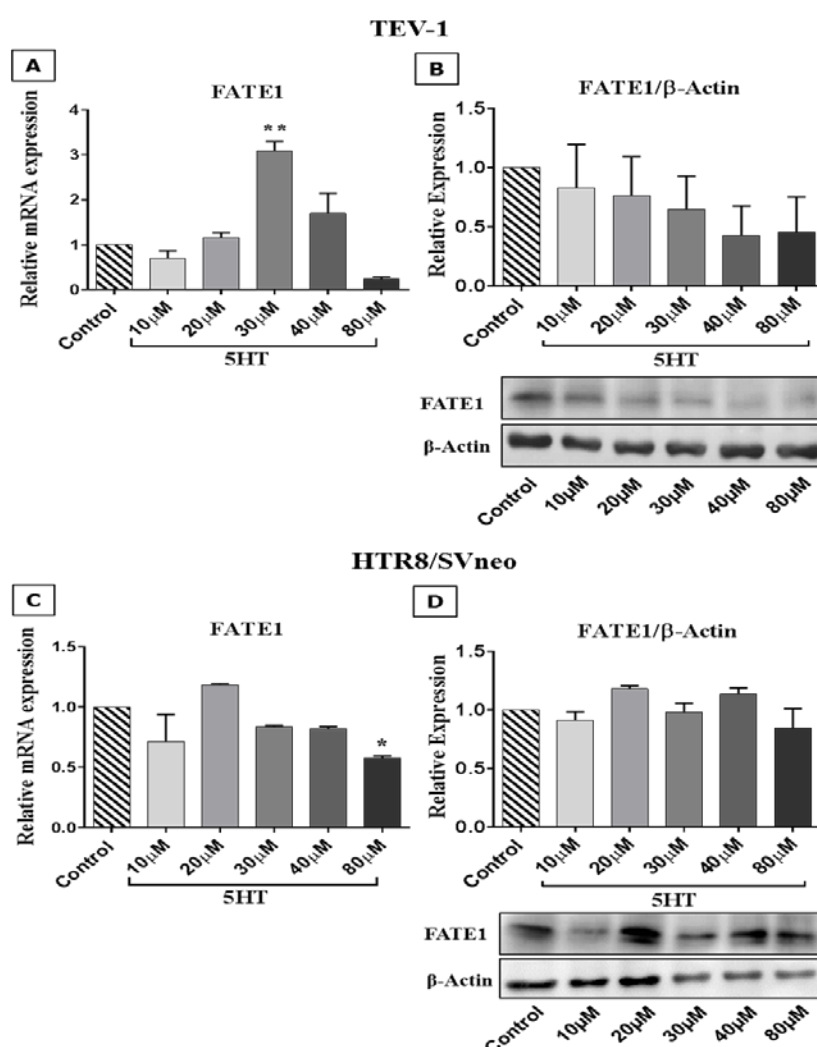 TEV-1
A
FATE1
Relative mRNA expression
4
3
2
1
0
**
Control
10μM
20μM
30μM
40μM
80μM
5HT
B
FATE1/β-Actin
Relative Expression
1.5
1.0
0.5
0.0
Control
10μM
20μM
30μM
40μM
80μM
5HT
FATE1
β-Actin
Control
10μM
20μM
30μM
40μM
80μM
HTR8/SVneo
C
FATE1
Relative mRNA expression
1.5
1.0
0.5
0.0
*
Control
10μM
20μM
30μM
40μM
80μM
5HT
D
FATE1/β-Actin
Relative Expression
1.5
1.0
0.5
0.0
Control
10μM
20μM
30μM
40μM
80μM
5HT
FATE1
β-Actin
Control
10μM
20μM
30μM
40μM
80μM